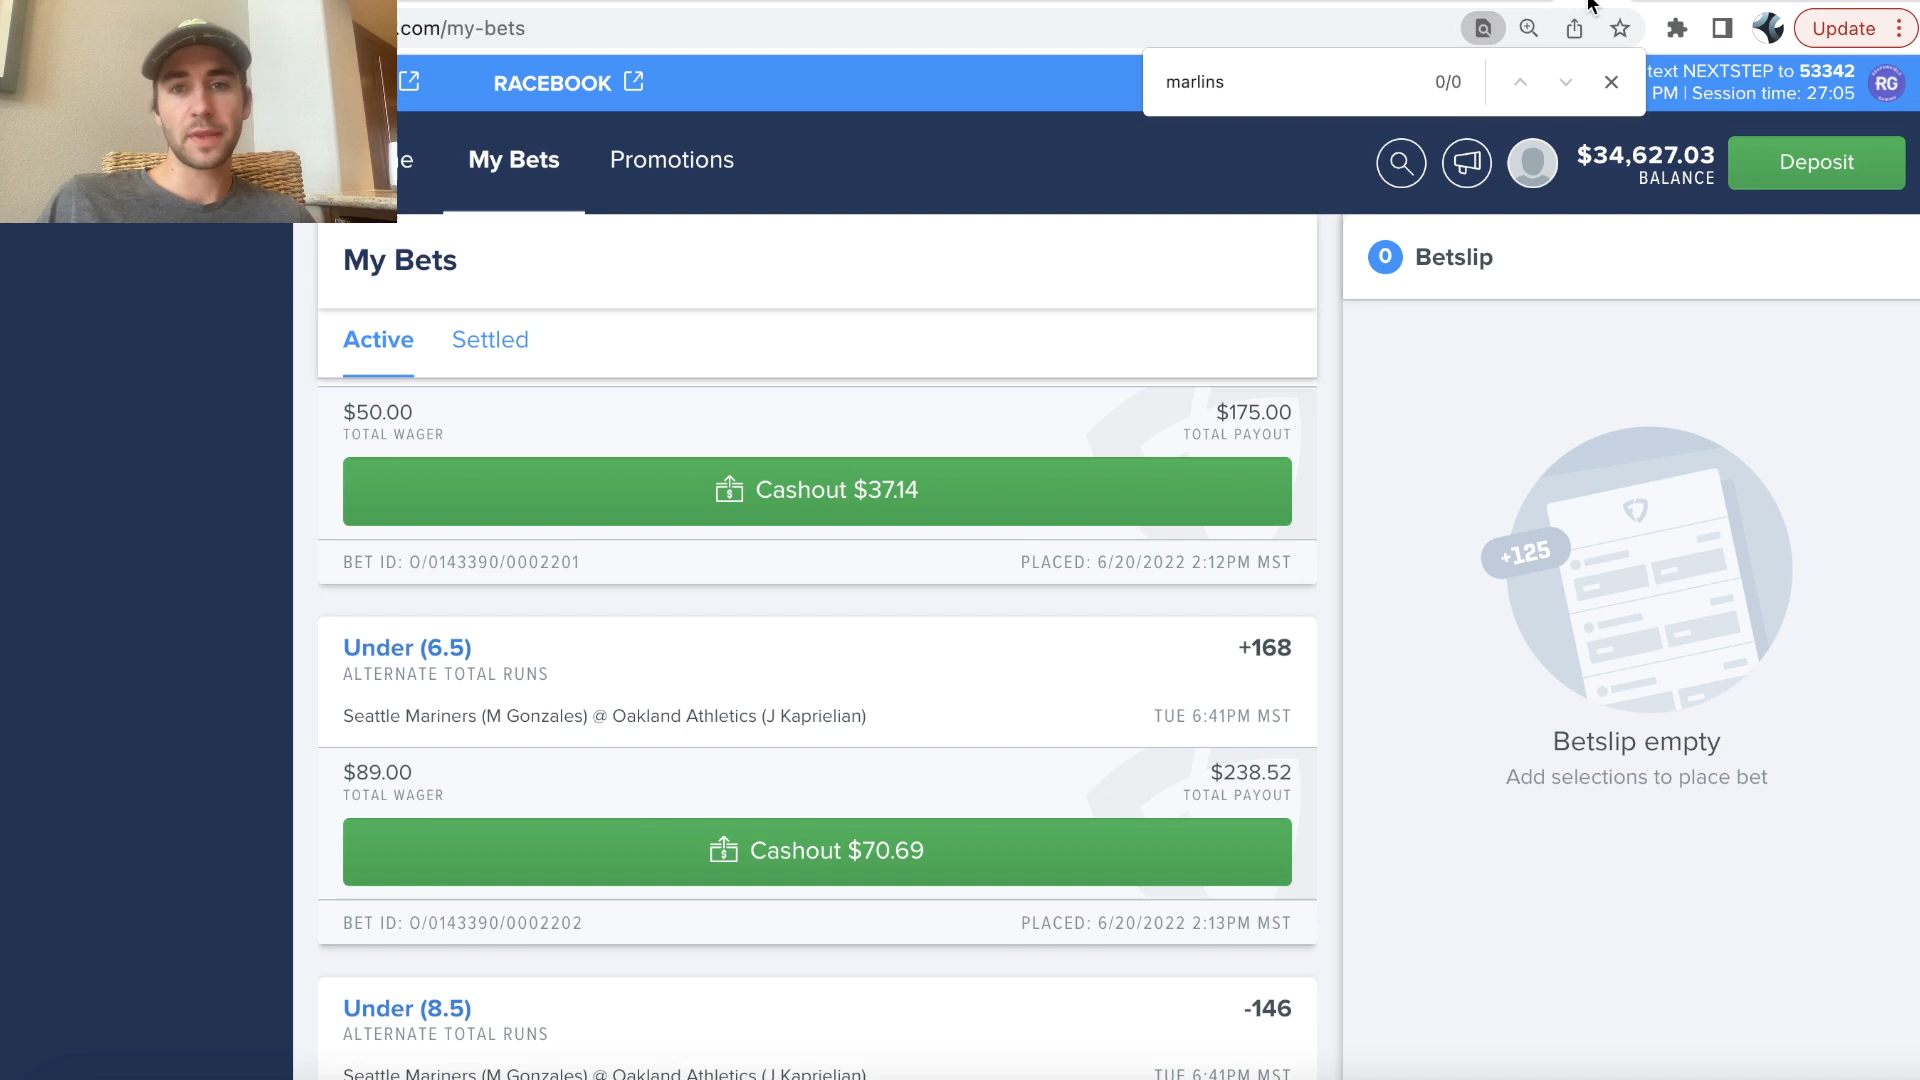 .com/my-bets
Update
marlins
0/0
RACEBOOK
text NEXTSTEP to 53342
PM | Session time: 27:05
RG
e
My Bets
Promotions
$34,627.03
BALANCE
Deposit
My Bets
0 Betslip
Active
Settled
$50.00
$175.00
TOTAL WAGER
TOTAL PAYOUT
Cashout $37.14
BET ID: O/0143390/0002201
PLACED: 6/20/2022 2:12PM MST
+125
Under (6.5)
+168
ALTERNATE TOTAL RUNS
Seattle Mariners (M Gonzales) @ Oakland Athletics (J Kaprielian)
TUE 6:41PM MST
Betslip empty
Add selections to place bet
$89.00
$238.52
TOTAL WAGER
TOTAL PAYOUT
Cashout $70.69
BET ID: O/0143390/0002202
PLACED: 6/20/2022 2:13PM MST
Under (8.5)
-146
ALTERNATE TOTAL RUNS
Seattle Mariners (M Gonzales) @ Oakland Athletics (J Kaprielian)
TUE 6:41PM MST